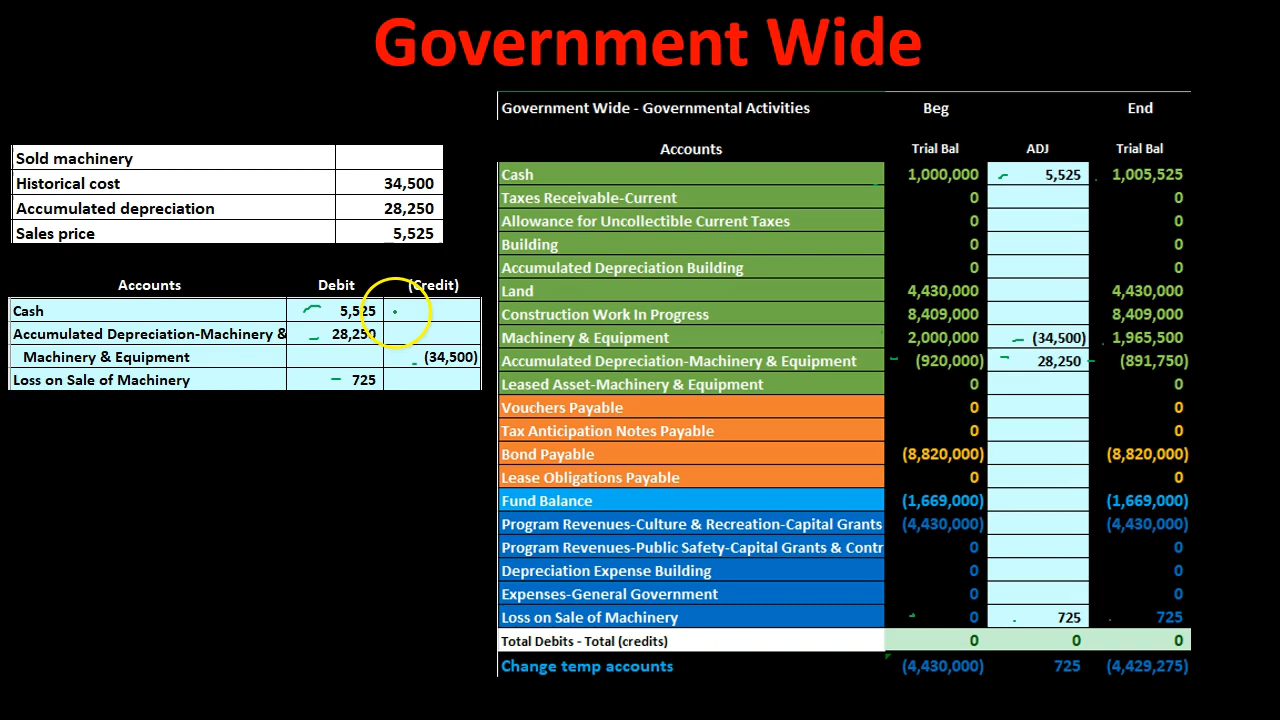 Government Wide
Sold machinery
Historical cost 34,500
Accumulated depreciation 28,250
Sales price 5,525
Accounts Debit (Credit)
Cash 5,525
Accumulated Depreciation-Machinery & 28,250
Machinery & Equipment (34,500)
Loss on Sale of Machinery 725
Government Wide - Governmental Activities Beg End
Accounts Trial Bal ADJ Trial Bal
Cash 1,000,000 5,525 1,005,525
Taxes Receivable-Current 0 0
Allowance for Uncollectible Current Taxes 0 0
Building 0 0
Accumulated Depreciation Building 0 0
Land 4,430,000 4,430,000
Construction Work In Progress 8,409,000 8,409,000
Machinery & Equipment 2,000,000 (34,500) 1,965,500
Accumulated Depreciation-Machinery & Equipment (920,000) 28,250 (891,750)
Leased Asset-Machinery & Equipment 0 0
Vouchers Payable 0 0
Tax Anticipation Notes Payable 0 0
Bond Payable (8,820,000) (8,820,000)
Lease Obligations Payable 0 0
Fund Balance (1,669,000) (1,669,000)
Program Revenues-Culture & Recreation-Capital Grants (4,430,000) (4,430,000)
Program Revenues-Public Safety-Capital Grants & Contr 0 0
Depreciation Expense Building 0 0
Expenses-General Government 0 0
Loss on Sale of Machinery 0 725 725
Total Debits - Total (credits) 0 0 0
Change temp accounts (4,430,000) 725 (4,429,275)